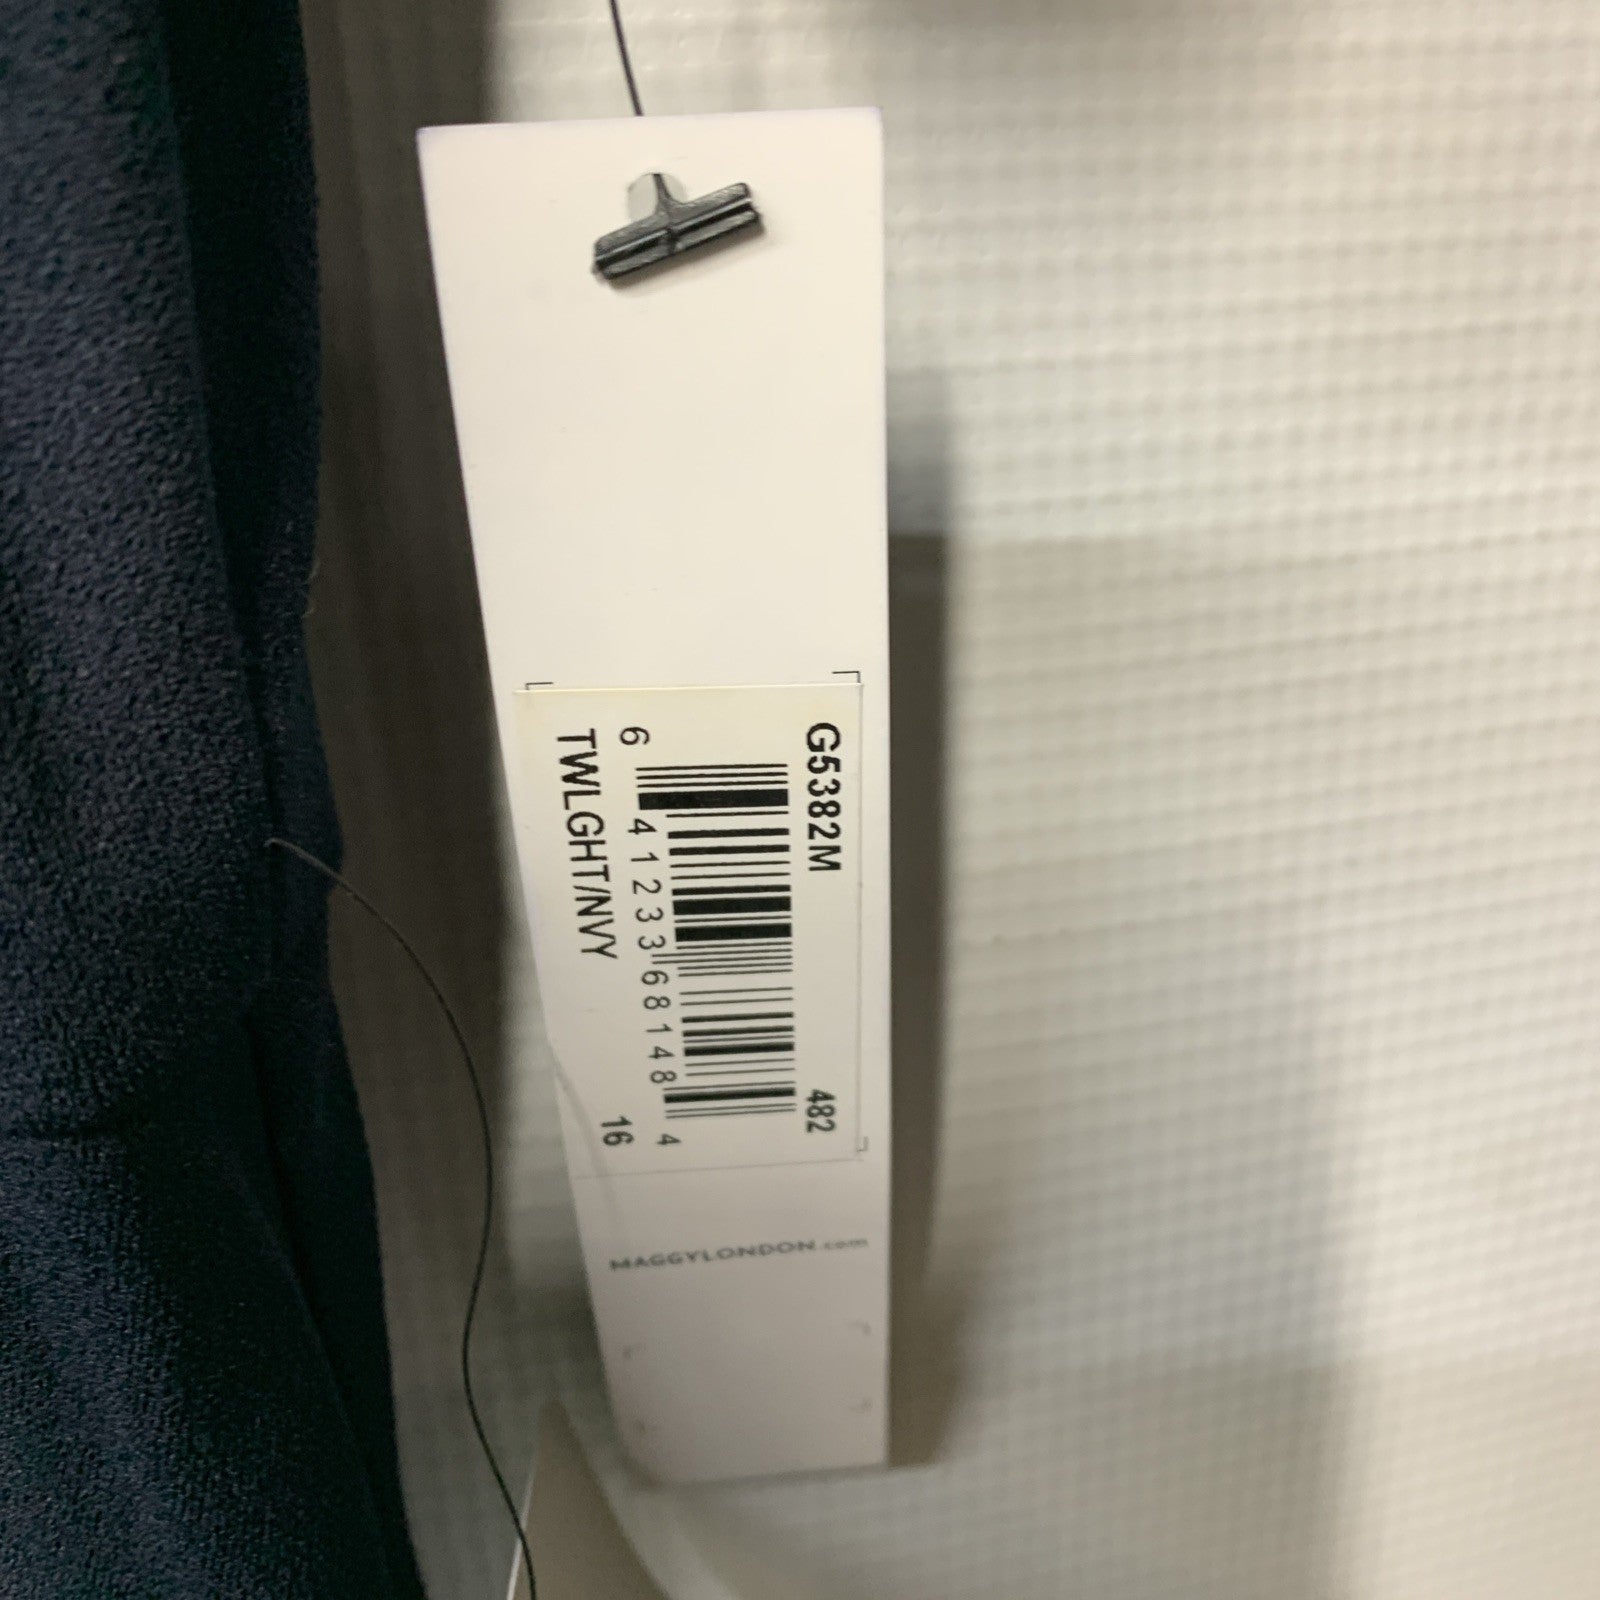 G5382M 482
6 41233 68148 4
TWLGHT/NVY 16
MAGGYLONDON.com